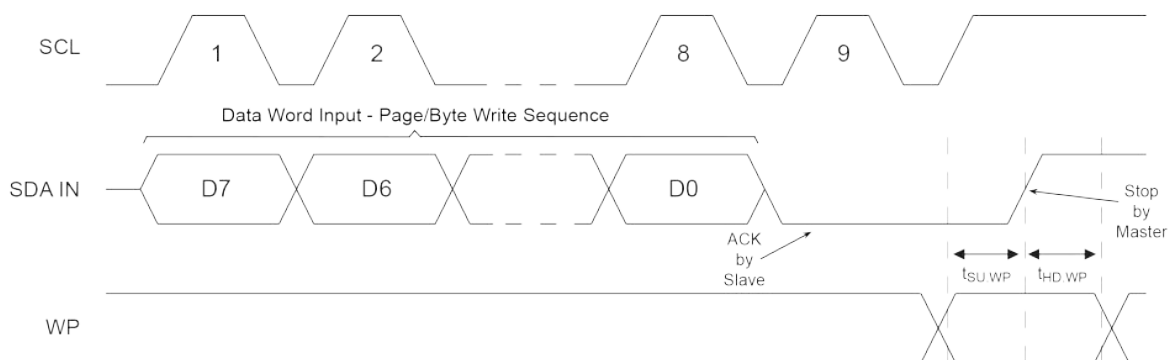 SCL
1
2
8
9
Data Word Input - Page/Byte Write Sequence
SDA IN
D7
D6
D0
ACK
by
Slave
Stop
by
Master
tSU.WP
tHD.WP
WP